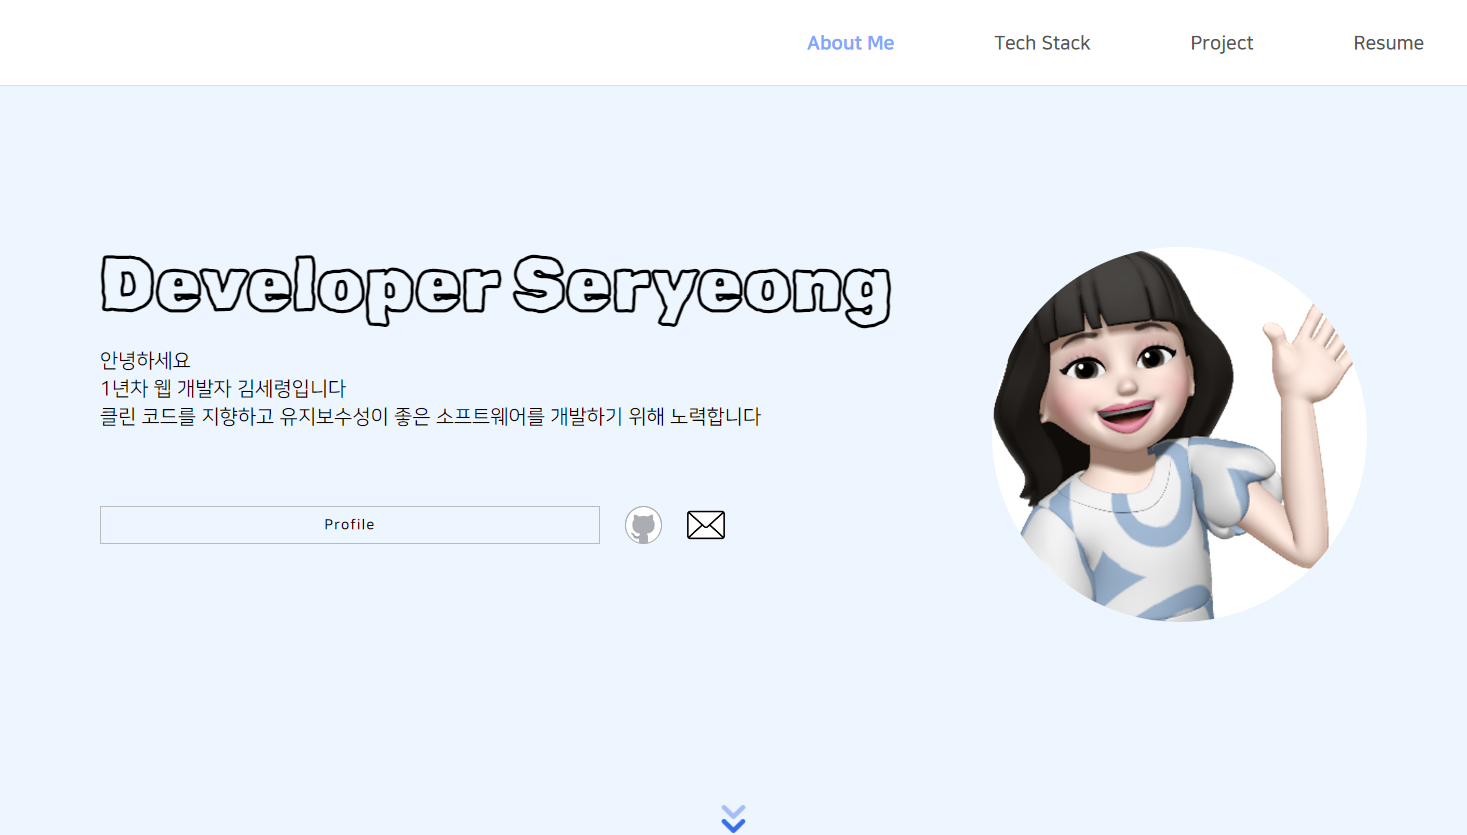 About Me
Tech Stack
Project
Resume
Developer Seryeong
안녕하세요
1년차 웹 개발자 김세령입니다
클린 코드를 지향하고 유지보수성이 좋은 소프트웨어를 개발하기 위해 노력합니다
Profile